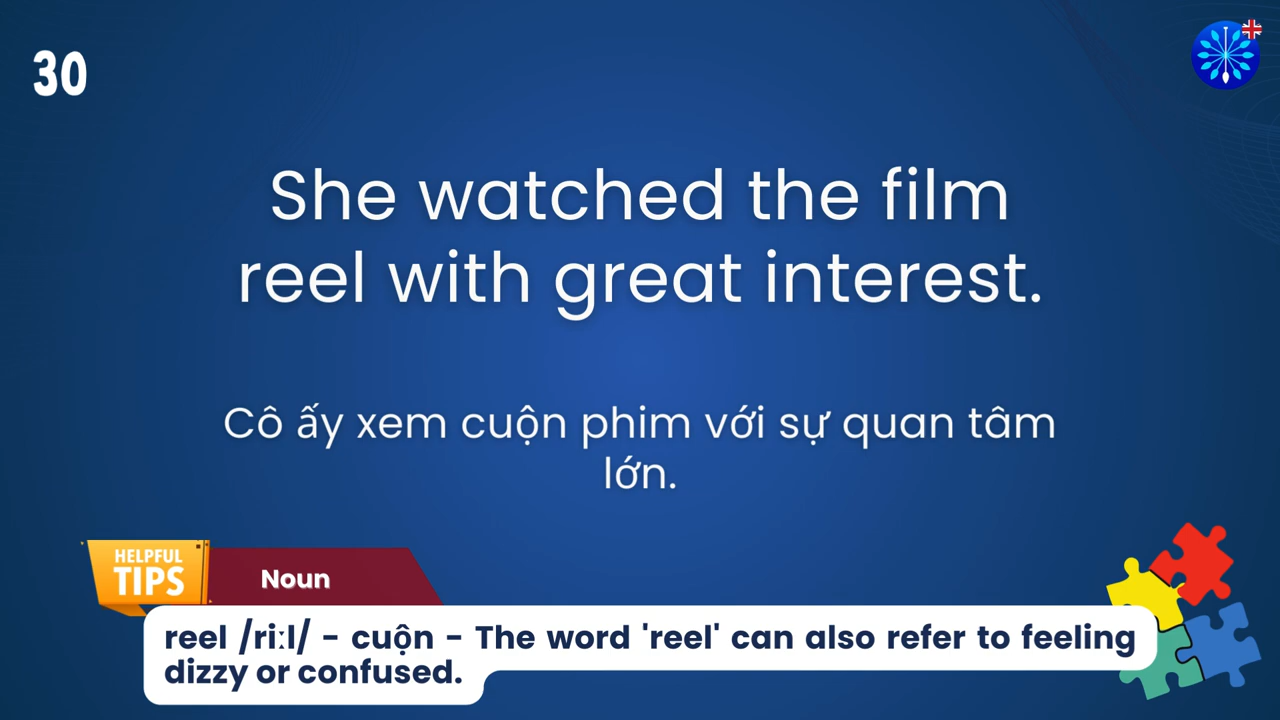 30
She watched the film
reel with great interest.
Cô ấy xem cuộn phim với sự quan tâm
lớn.
HELPFUL
TIPS
Noun
reel /riːl/ - cuộn - The word 'reel' can also refer to feeling
dizzy or confused.